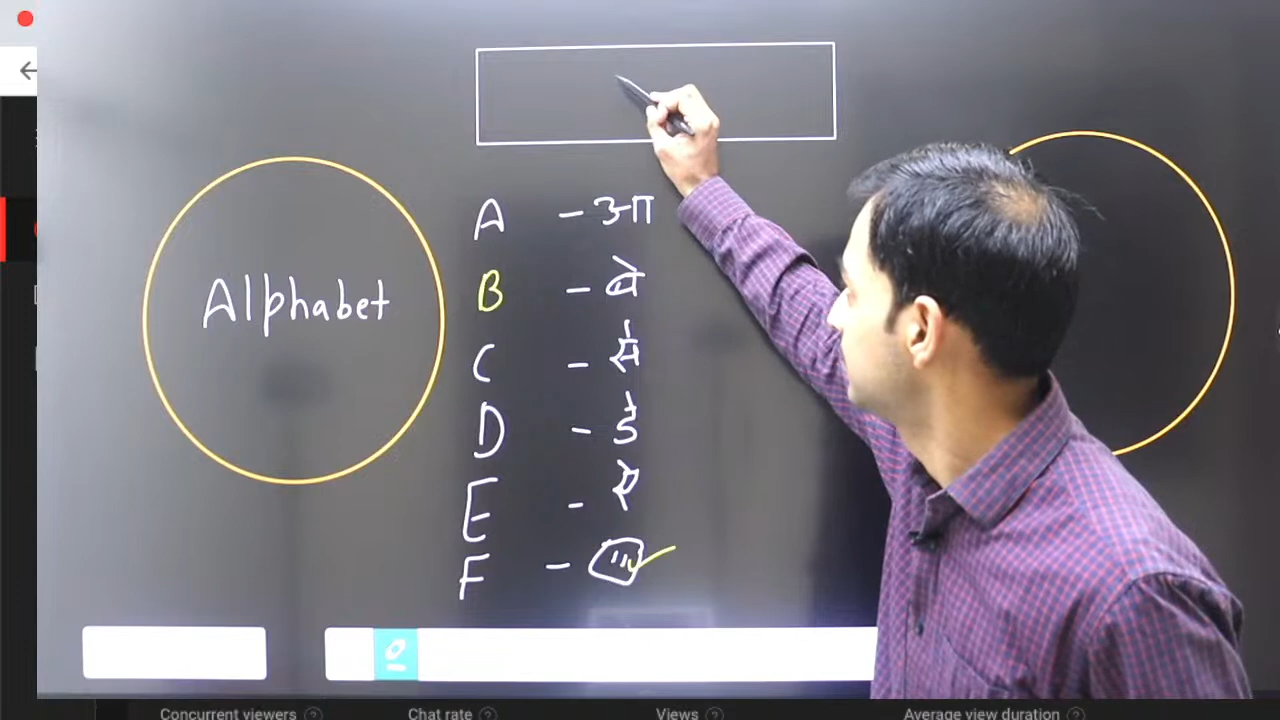 Alphabet
A - अ
B - बे
C - से
D - डे
E - ए
F -
Concurrent viewers
Chat rate
Views
Average view duration